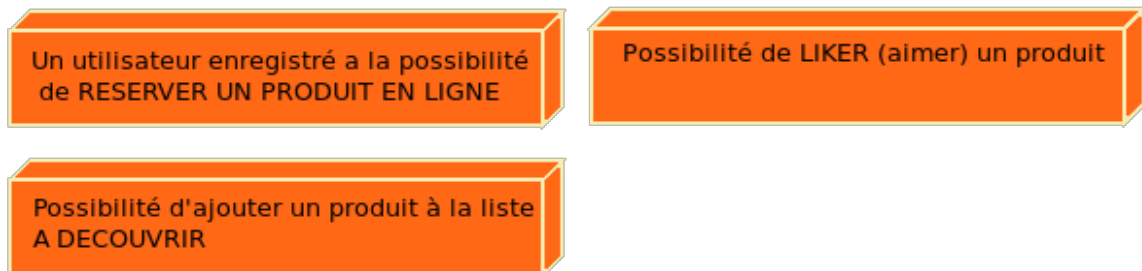 Un utilisateur enregistré a la possibilité
de RESERVER UN PRODUIT EN LIGNE
Possibilité de LIKER (aimer) un produit
Possibilité d'ajouter un produit à la liste
A DECOUVRIR